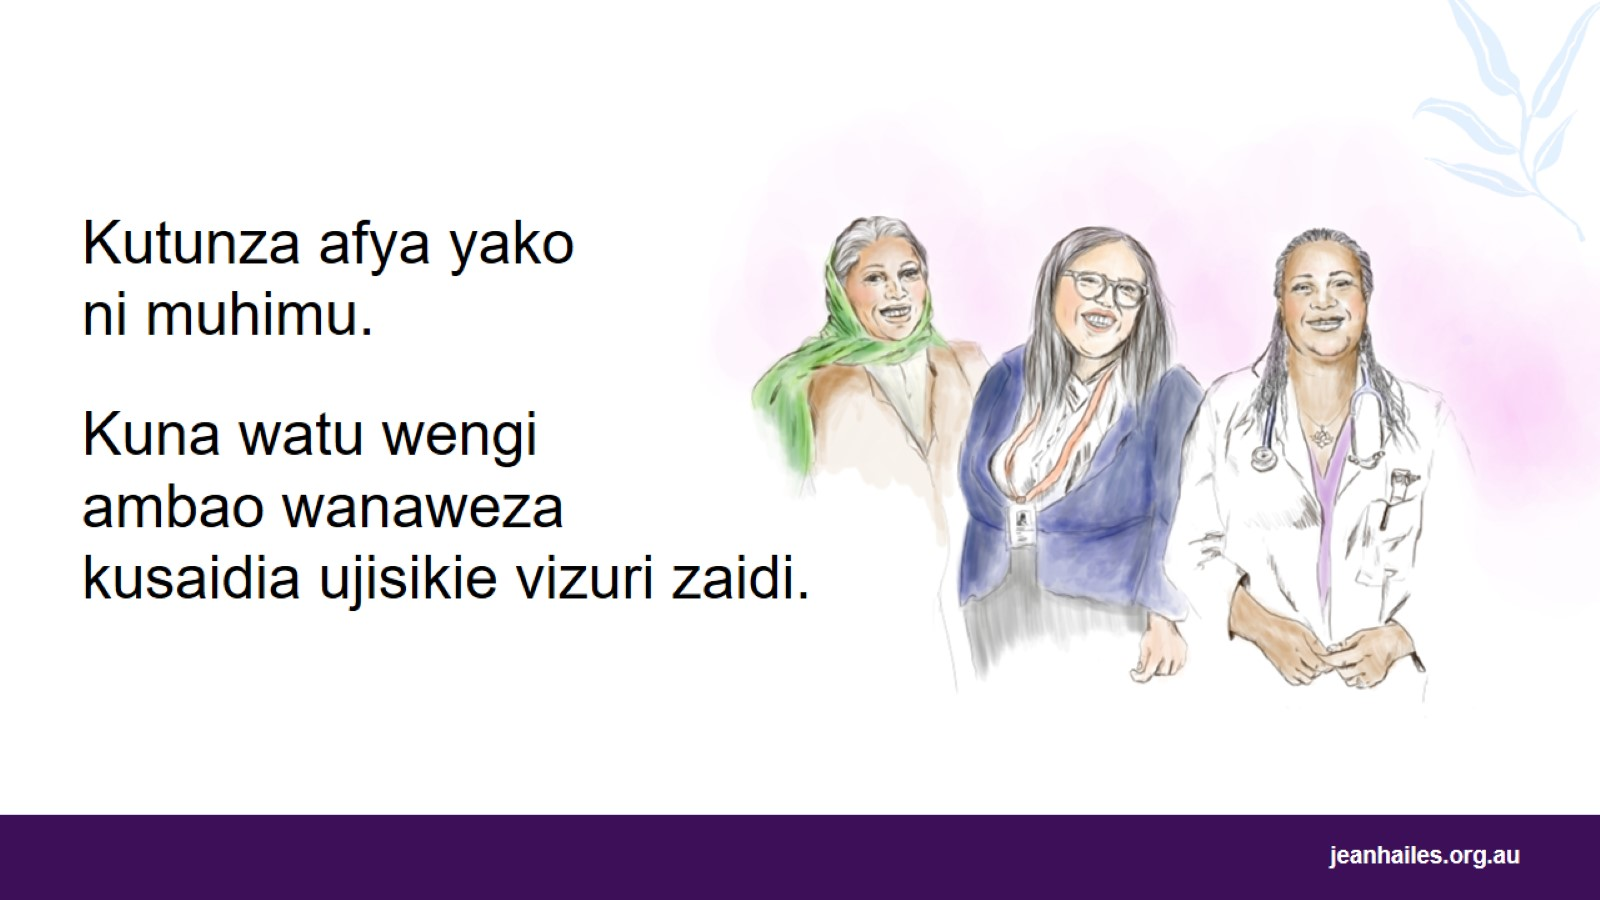 Kutunza afya yako
ni muhimu.
Kuna watu wengi
ambao wanaweza
kusaidia ujisikie vizuri zaidi.
jeanhailes.org.au